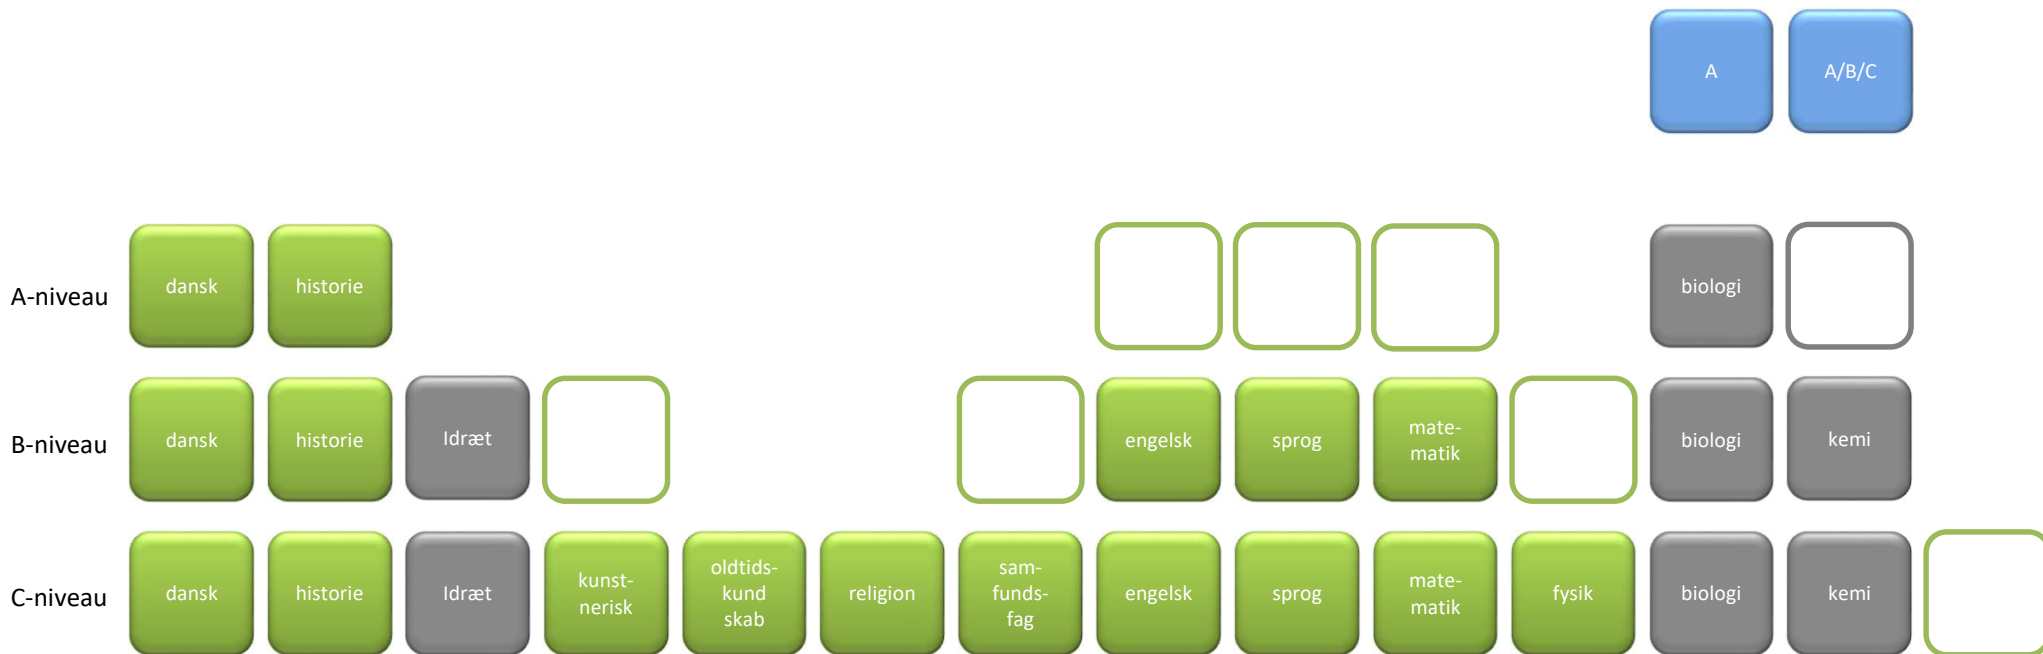 A
A/B/C
A-niveau
dansk
historie
biologi
B-niveau
dansk
historie
Idræt
engelsk
sprog
mate-
matik
biologi
kemi
C-niveau
dansk
historie
Idræt
kunst-
nerisk
oldtids-
kund
skab
religion
sam-
funds-
fag
engelsk
sprog
mate-
matik
fysik
biologi
kemi